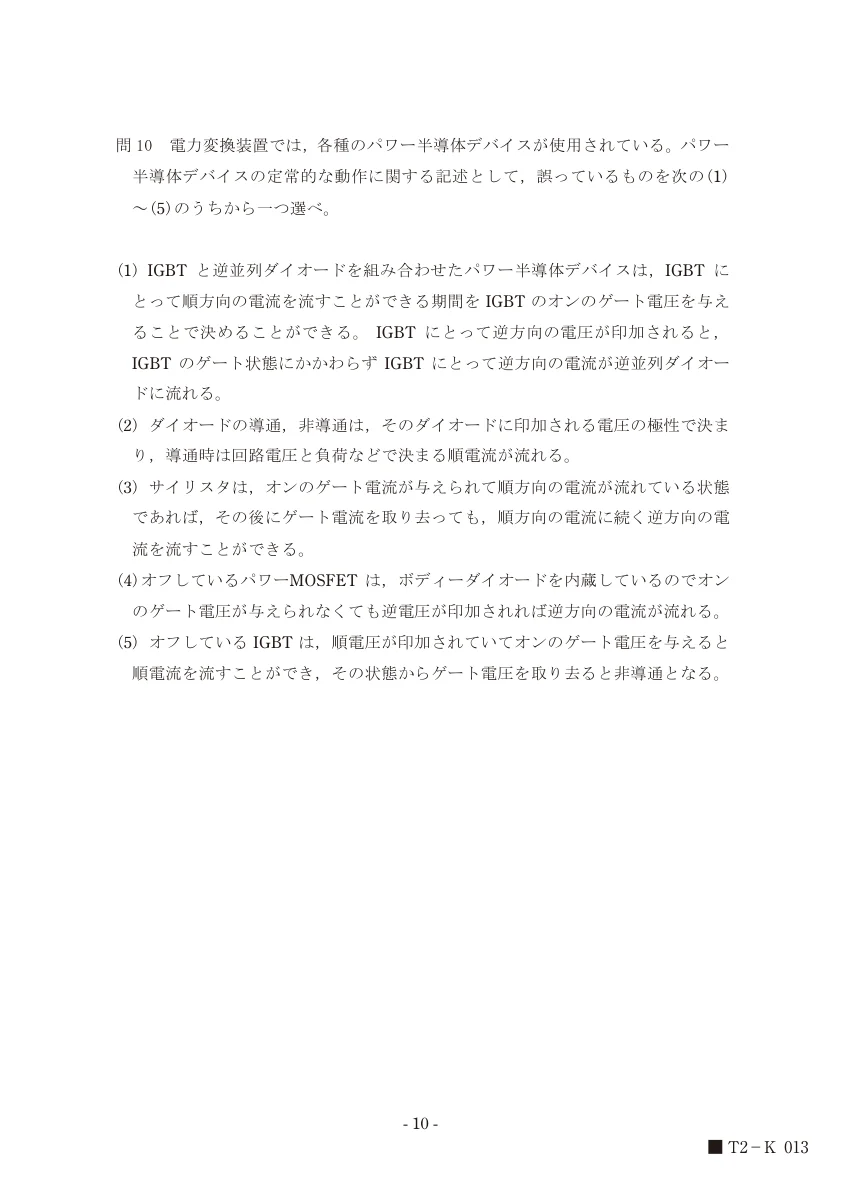 問 10　電力変換装置では，各種のパワー半導体デバイスが使用されている。パワー
半導体デバイスの定常的な動作に関する記述として，誤っているものを次の(1)
～(5)のうちから一つ選べ。
(1) IGBT と逆並列ダイオードを組み合わせたパワー半導体デバイスは，IGBT に
とって順方向の電流を流すことができる期間を IGBT のオンのゲート電圧を与え
ることで決めることができる。 IGBT にとって逆方向の電圧が印加されると，
IGBT のゲート状態にかかわらず IGBT にとって逆方向の電流が逆並列ダイオー
ドに流れる。
(2) ダイオードの導通，非導通は，そのダイオードに印加される電圧の極性で決ま
り，導通時は回路電圧と負荷などで決まる順電流が流れる。
(3) サイリスタは，オンのゲート電流が与えられて順方向の電流が流れている状態
であれば，その後にゲート電流を取り去っても，順方向の電流に続く逆方向の電
流を流すことができる。
(4)オフしているパワーMOSFET は，ボディーダイオードを内蔵しているのでオン
のゲート電圧が与えられなくても逆電圧が印加されれば逆方向の電流が流れる。
(5) オフしている IGBT は，順電圧が印加されていてオンのゲート電圧を与えると
順電流を流すことができ，その状態からゲート電圧を取り去ると非導通となる。
- 10 -
■ T2－K 013